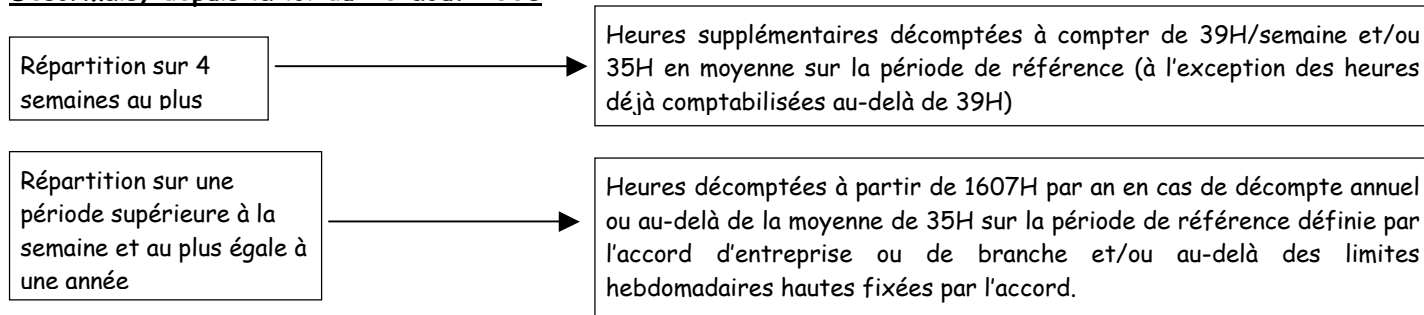 Répartition sur 4
semaines au plus
Heures supplémentaires décomptées à compter de 39H/semaine et/ou
35H en moyenne sur la période de référence (à l'exception des heures
déjà comptabilisées au-delà de 39H)
Répartition sur une
période supérieure à la
semaine et au plus égale à
une année
Heures décomptées à partir de 1607H par an en cas de décompte annuel
ou au-delà de la moyenne de 35H sur la période de référence définie par
l'accord d'entreprise ou de branche et/ou au-delà des limites
hebdomadaires hautes fixées par l'accord.